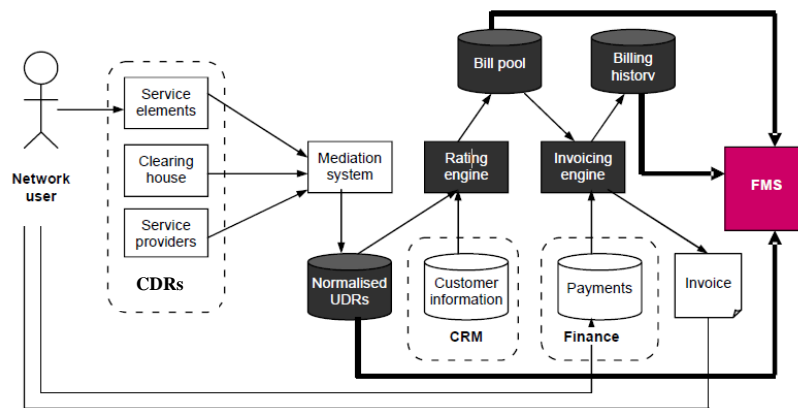 Bill pool
Billing
history
Service
elements
Clearing
house
Service
providers
CDRs
Network
user
Mediation
system
Rating
engine
Invoicing
engine
FMS
Normalised
UDRs
Customer
information
CRM
Payments
Finance
Invoice